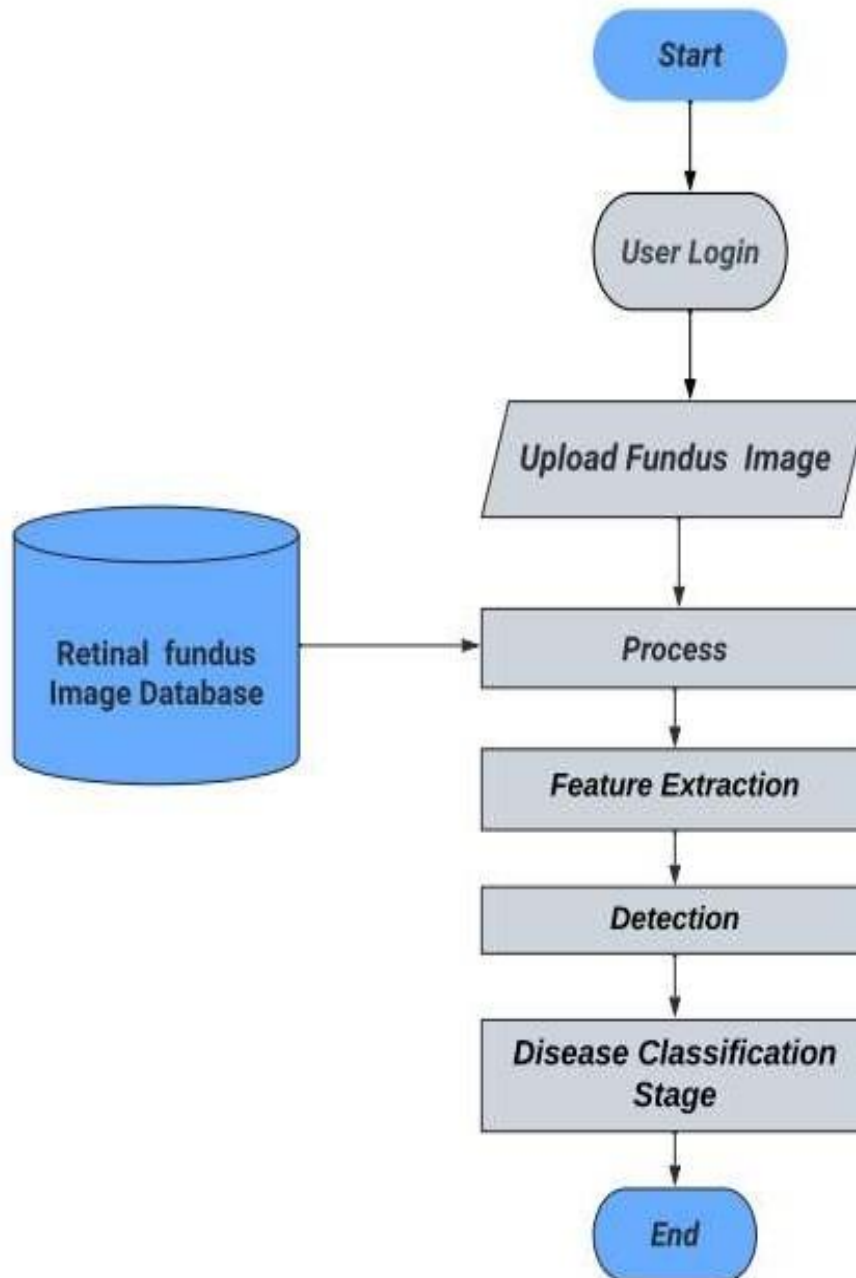 Start
User Login
Upload Fundus Image
Retinal fundus
Image Database
Process
Feature Extraction
Detection
Disease Classification
Stage
End